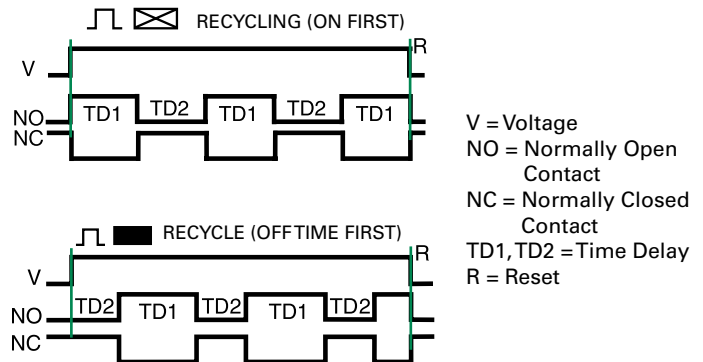 RECYCLING (ON FIRST)
R
V
NO
NC
TD1 TD2 TD1 TD2 TD1
V = Voltage
NO = Normally Open
Contact
NC = Normally Closed
Contact
TD1, TD2 = Time Delay
R = Reset
RECYCLE (OFF TIME FIRST)
R
V
NO
NC
TD2 TD1 TD2 TD1 TD2